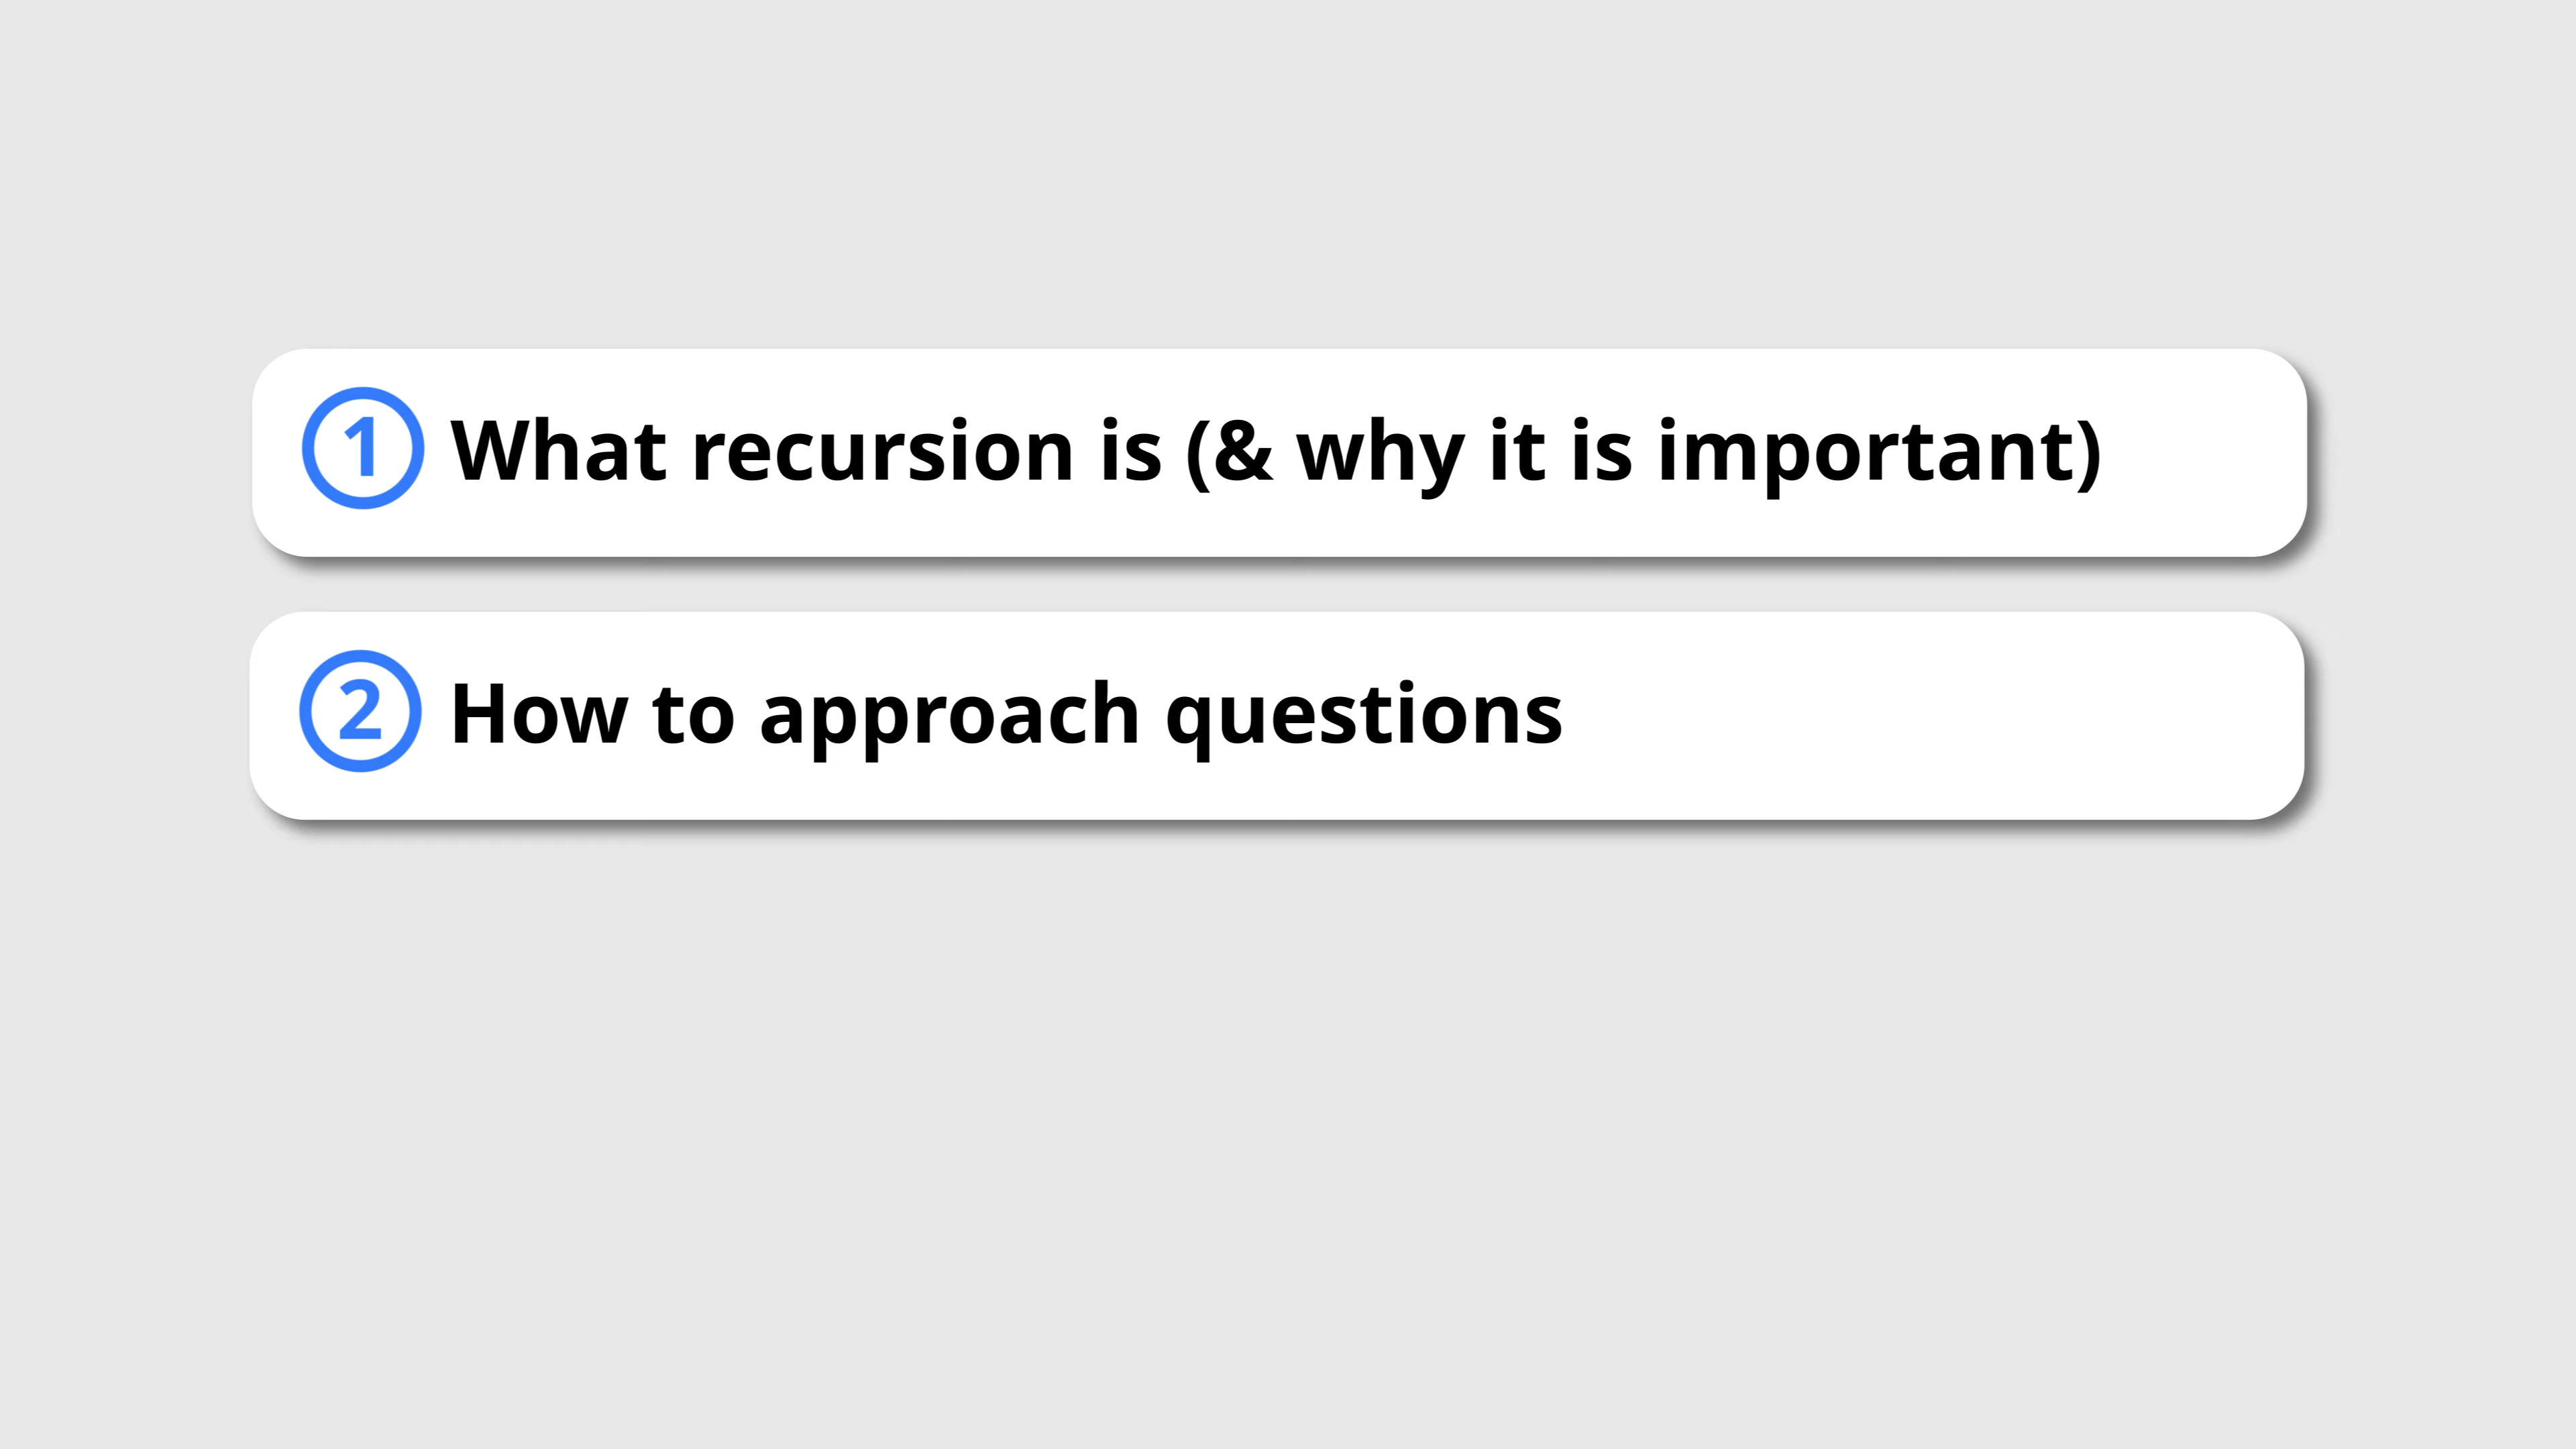 1 What recursion is (& why it is important)
2 How to approach questions